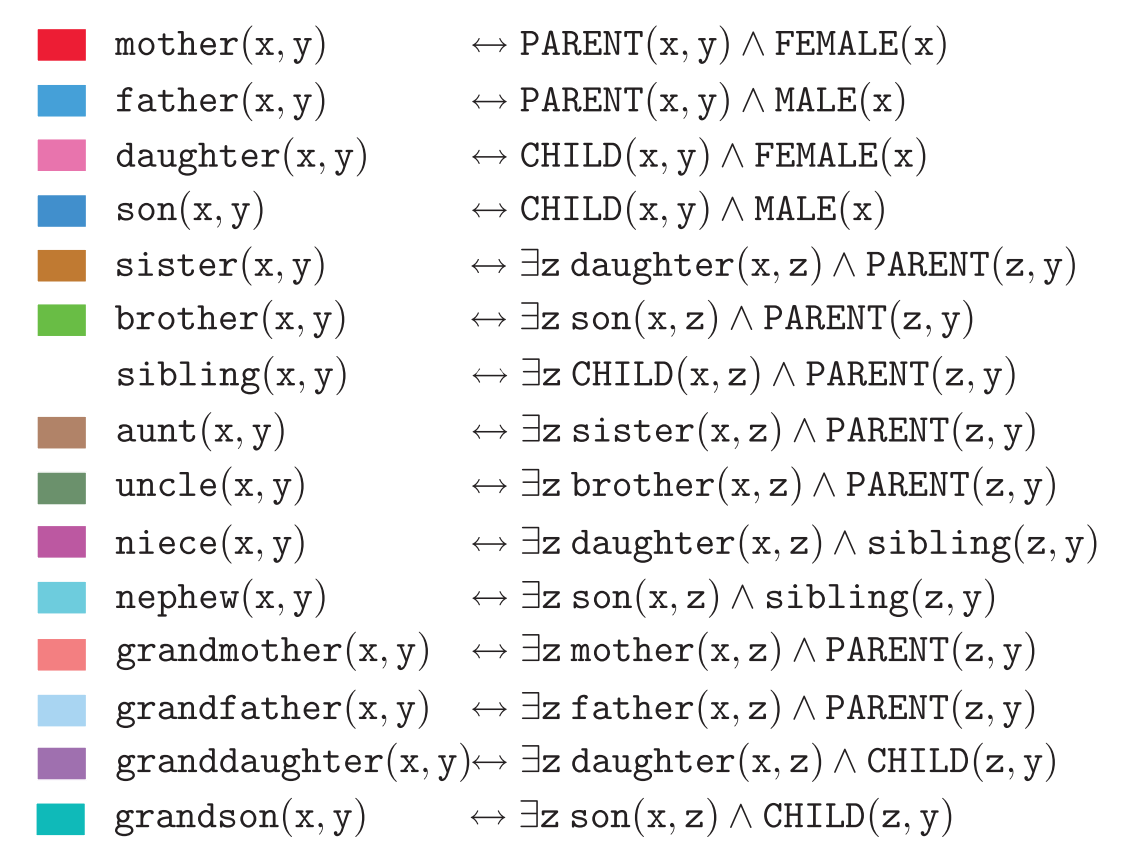 mother(x, y) ↔ PARENT(x, y) ∧ FEMALE(x)
father(x, y) ↔ PARENT(x, y) ∧ MALE(x)
daughter(x, y) ↔ CHILD(x, y) ∧ FEMALE(x)
son(x, y) ↔ CHILD(x, y) ∧ MALE(x)
sister(x, y) ↔ ∃z daughter(x, z) ∧ PARENT(z, y)
brother(x, y) ↔ ∃z son(x, z) ∧ PARENT(z, y)
sibling(x, y) ↔ ∃z CHILD(x, z) ∧ PARENT(z, y)
aunt(x, y) ↔ ∃z sister(x, z) ∧ PARENT(z, y)
uncle(x, y) ↔ ∃z brother(x, z) ∧ PARENT(z, y)
niece(x, y) ↔ ∃z daughter(x, z) ∧ sibling(z, y)
nephew(x, y) ↔ ∃z son(x, z) ∧ sibling(z, y)
grandmother(x, y) ↔ ∃z mother(x, z) ∧ PARENT(z, y)
grandfather(x, y) ↔ ∃z father(x, z) ∧ PARENT(z, y)
granddaughter(x, y) ↔ ∃z daughter(x, z) ∧ CHILD(z, y)
grandson(x, y) ↔ ∃z son(x, z) ∧ CHILD(z, y)